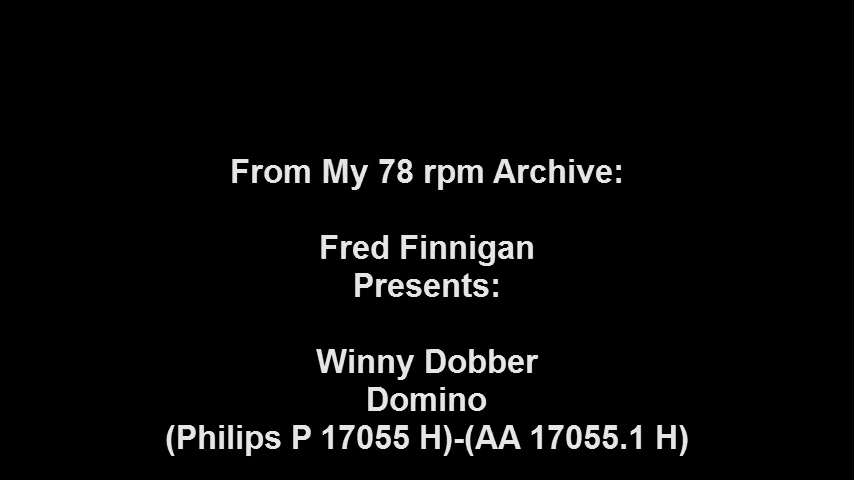 From My 78 rpm Archive:
Fred Finnigan
Presents:
Winny Dobber
Domino
(Philips P 17055 H)-(AA 17055.1 H)